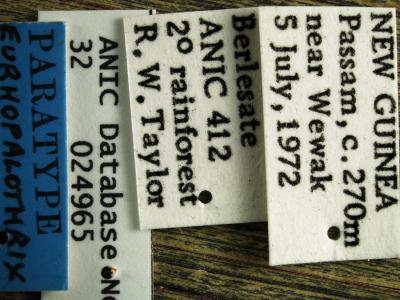 NEW GUINEA
Passam, c. 270m
near Wewak
5 July, 1972
Berlesate
ANIC 412
2º rainforest
R. W. Taylor
ANIC Database No
32 024965
PARATYPE
EURHOPALOTHRIX